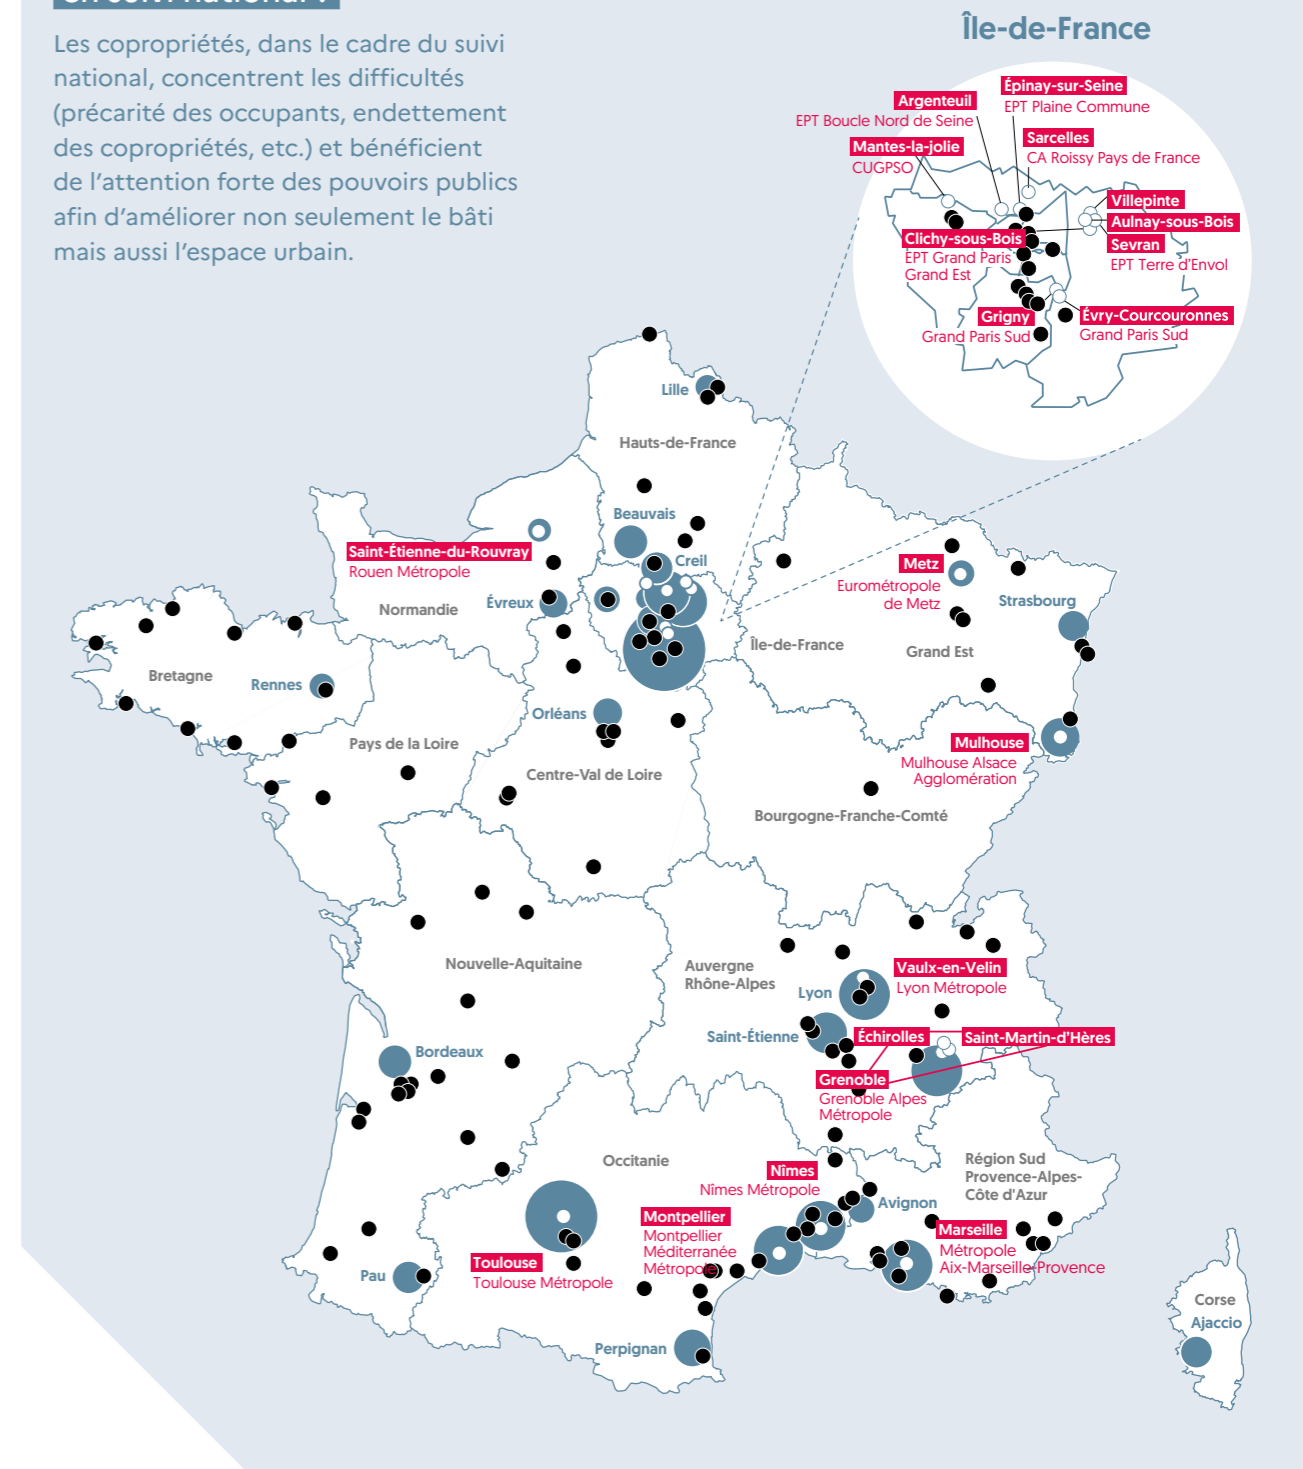 en suivi national ?
Les copropriétés, dans le cadre du suivi
national, concentrent les difficultés
(précarité des occupants, endettement
des copropriétés, etc.) et bénéficient
de l'attention forte des pouvoirs publics
afin d'améliorer non seulement le bâti
mais aussi l'espace urbain.
Île-de-France
Épinay-sur-Seine
EPT Plaine Commune
Argenteuil
EPT Boucle Nord de Seine
Sarcelles
CA Roissy Pays de France
Mantes-la-jolie
CUGPSO
Villepinte
Aulnay-sous-Bois
Sevran
EPT Terre d'Envol
Clichy-sous-Bois
EPT Grand Paris
Grand Est
Grigny
Grand Paris Sud
Évry-Courcouronnes
Grand Paris Sud
Lille
Hauts-de-France
Beauvais
Creil
Saint-Étienne-du-Rouvray
Rouen Métropole
Normandie
Évreux
Metz
Eurométropole
de Metz
Strasbourg
Île-de-France
Grand Est
Bretagne
Rennes
Orléans
Pays de la Loire
Centre-Val de Loire
Mulhouse
Mulhouse Alsace
Agglomération
Bourgogne-Franche-Comté
Nouvelle-Aquitaine
Auvergne
Rhône-Alpes
Vaulx-en-Velin
Lyon Métropole
Lyon
Saint-Étienne
Échirolles
Saint-Martin-d'Hères
Grenoble
Grenoble Alpes
Métropole
Bordeaux
Occitanie
Région Sud
Provence-Alpes-
Côte d'Azur
Nîmes
Nîmes Métropole
Avignon
Montpellier
Montpellier
Méditerranée
Métropole
Marseille
Métropole
Aix-Marseille-Provence
Toulouse
Toulouse Métropole
Pau
Perpignan
Corse
Ajaccio